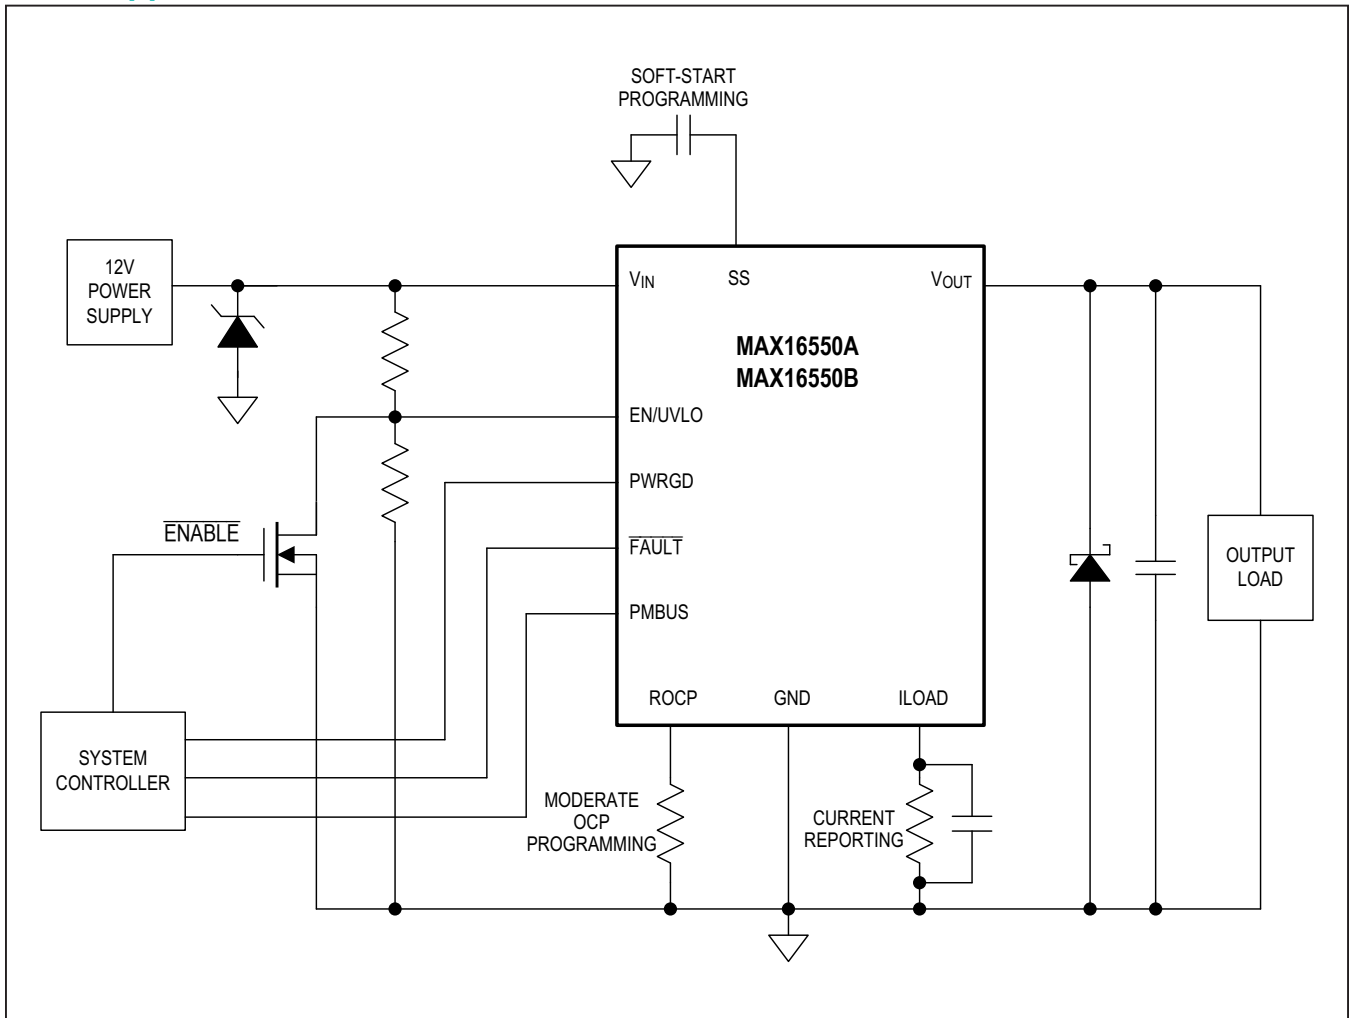 SOFT-START
PROGRAMMING
12V
POWER
SUPPLY
VIN
SS
VOUT
MAX16550A
MAX16550B
EN/UVLO
PWRGD
ENABLE
FAULT
OUTPUT
LOAD
PMBUS
ROCP
GND
ILOAD
SYSTEM
CONTROLLER
MODERATE
OCP
PROGRAMMING
CURRENT
REPORTING